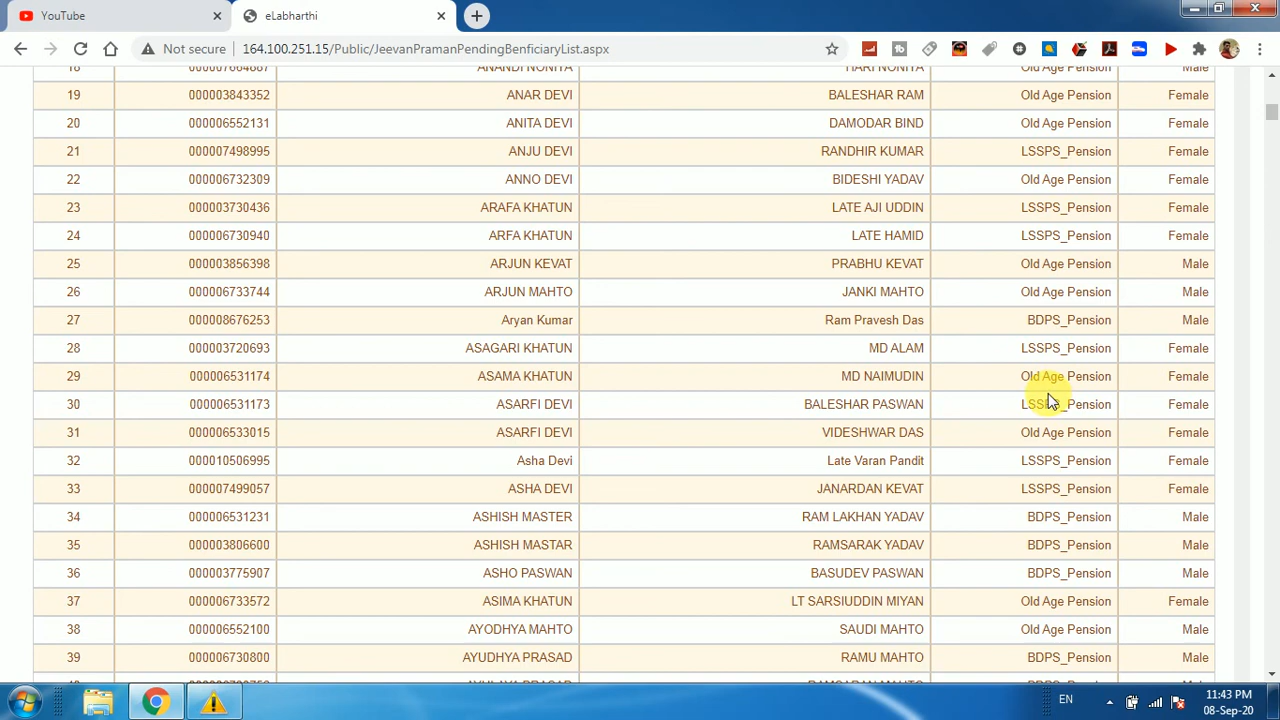 YouTube
eLabharthi
Not secure 164.100.251.15/Public/JeevanPramanPendingBenficiaryList.aspx
18 000007664687 ANANDI NONIYA HARI NONIYA Old Age Pension Male
19 000003843352 ANAR DEVI BALESHAR RAM Old Age Pension Female
20 000006552131 ANITA DEVI DAMODAR BIND Old Age Pension Female
21 000007498995 ANJU DEVI RANDHIR KUMAR LSSPS_Pension Female
22 000006732309 ANNO DEVI BIDESHI YADAV Old Age Pension Female
23 000003730436 ARAFA KHATUN LATE AJI UDDIN LSSPS_Pension Female
24 000006730940 ARFA KHATUN LATE HAMID LSSPS_Pension Female
25 000003856398 ARJUN KEVAT PRABHU KEVAT Old Age Pension Male
26 000006733744 ARJUN MAHTO JANKI MAHTO Old Age Pension Male
27 000008676253 Aryan Kumar Ram Pravesh Das BDPS_Pension Male
28 000003720693 ASAGARI KHATUN MD ALAM LSSPS_Pension Female
29 000006531174 ASAMA KHATUN MD NAIMUDIN Old Age Pension Female
30 000006531173 ASARFI DEVI BALESHAR PASWAN LSSPS_Pension Female
31 000006533015 ASARFI DEVI VIDESHWAR DAS Old Age Pension Female
32 000010506995 Asha Devi Late Varan Pandit LSSPS_Pension Female
33 000007499057 ASHA DEVI JANARDAN KEVAT LSSPS_Pension Female
34 000006531231 ASHISH MASTER RAM LAKHAN YADAV BDPS_Pension Male
35 000003806600 ASHISH MASTAR RAMSARAK YADAV BDPS_Pension Male
36 000003775907 ASHO PASWAN BASUDEV PASWAN BDPS_Pension Male
37 000006733572 ASIMA KHATUN LT SARSIUDDIN MIYAN Old Age Pension Female
38 000006552100 AYODHYA MAHTO SAUDI MAHTO Old Age Pension Male
39 000006730800 AYUDHYA PRASAD RAMU MAHTO BDPS_Pension Male
EN
11:43 PM
08-Sep-20